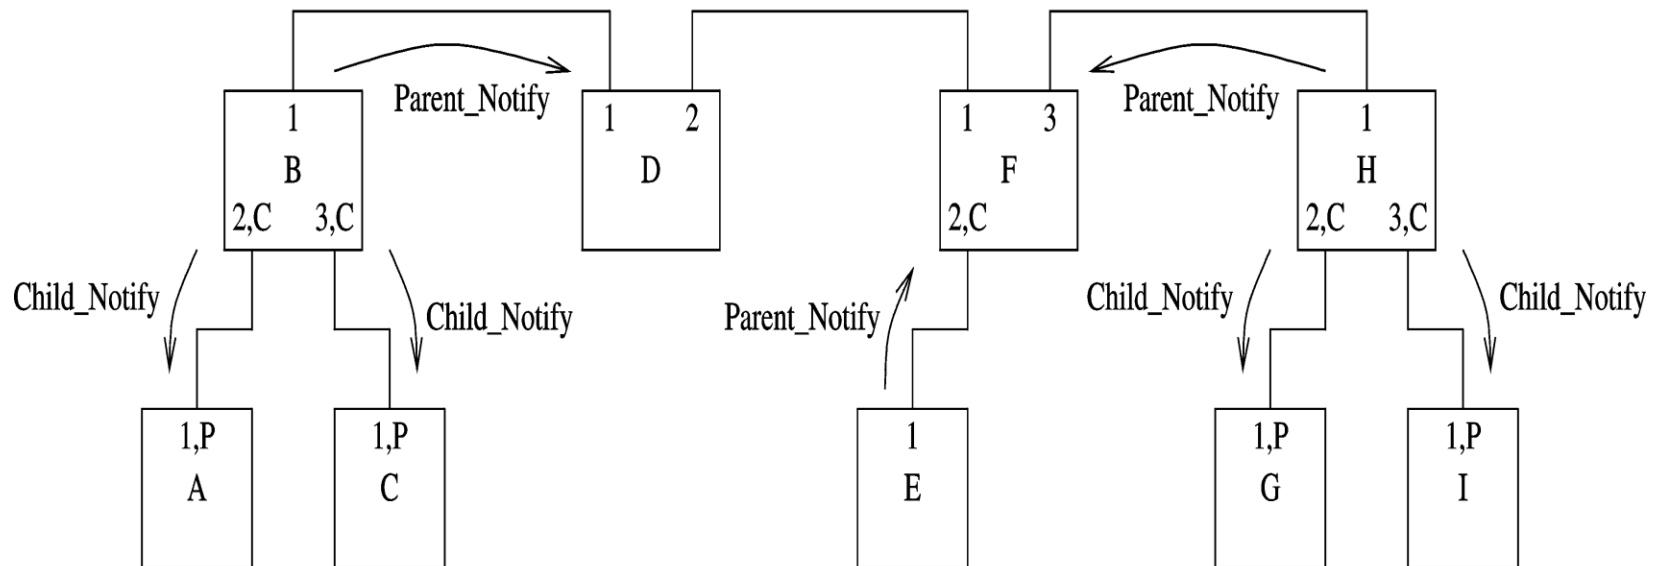 Parent_Notify
Parent_Notify
1
B
2,C 3,C
1 2
D
1 3
F
2,C
1
H
2,C 3,C
Child_Notify
Child_Notify
Parent_Notify
Child_Notify
Child_Notify
1,P
A
1,P
C
1
E
1,P
G
1,P
I